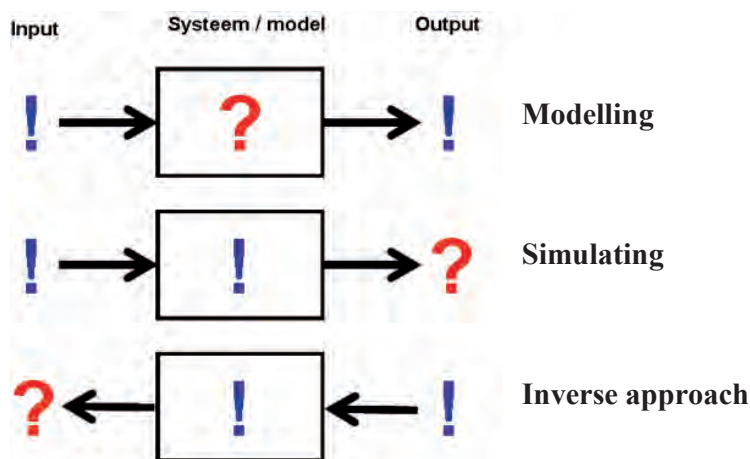 Input Systeem / model Output
! ? ! Modelling
! ! ? Simulating
? ! ! Inverse approach